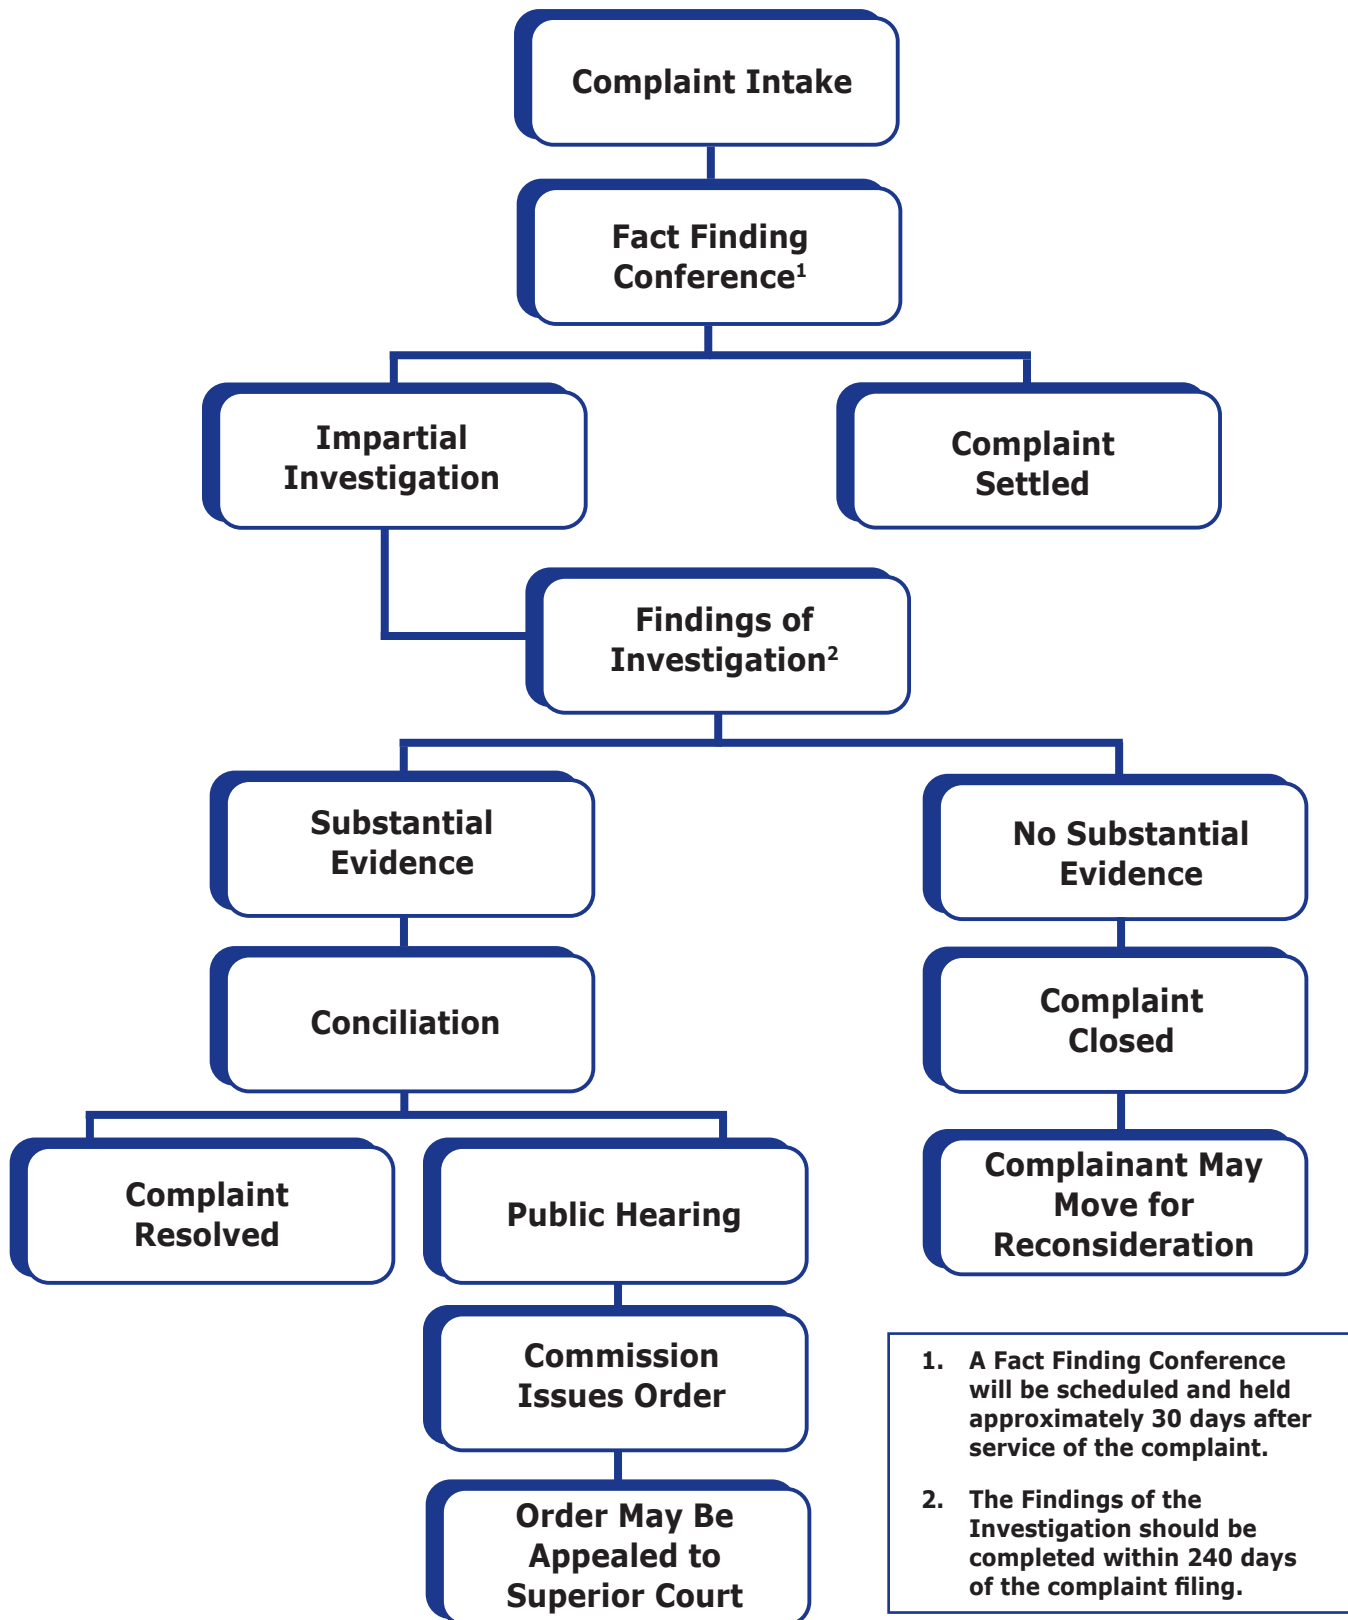 Complaint Intake
Fact Finding
Conference¹
Impartial
Investigation
Complaint
Settled
Findings of
Investigation²
Substantial
Evidence
No Substantial
Evidence
Conciliation
Complaint
Closed
Complaint
Resolved
Public Hearing
Complainant May
Move for
Reconsideration
Commission
Issues Order
Order May Be
Appealed to
Superior Court
1. A Fact Finding Conference
will be scheduled and held
approximately 30 days after
service of the complaint.
2. The Findings of the
Investigation should be
completed within 240 days
of the complaint filing.